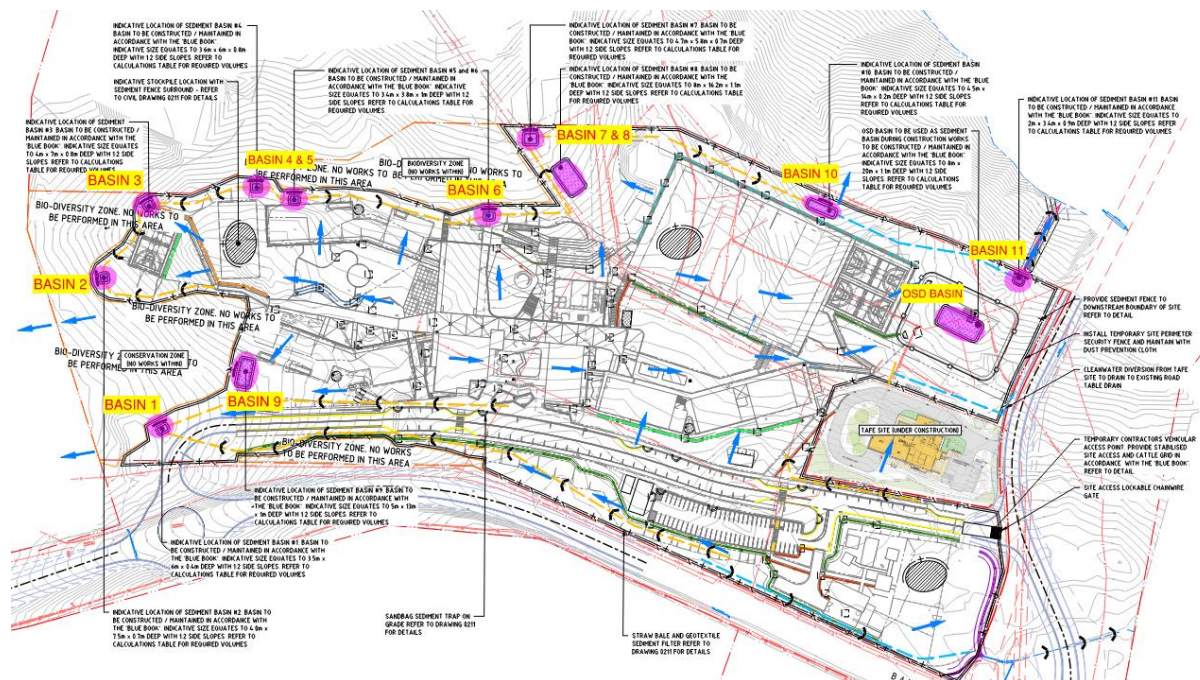 INDICATIVE LOCATION OF SEDIMENT BASIN #4
BASIN TO BE CONSTRUCTED / MAINTAINED IN
ACCORDANCE WITH THE 'BLUE BOOK'
INDICATIVE SIZE EQUATES TO 3.6m x 6m x 0.8m
DEEP WITH 1:2 SIDE SLOPES. REFER TO
CALCULATIONS TABLE FOR REQUIRED VOLUMES
INDICATIVE STOCKPILE LOCATION WITH
SEDIMENT FENCE SURROUND - REFER
TO CIVIL DRAWING 0211 FOR DETAILS
INDICATIVE LOCATION OF SEDIMENT
BASIN #3 BASIN TO BE CONSTRUCTED /
MAINTAINED IN ACCORDANCE WITH THE
'BLUE BOOK' INDICATIVE SIZE EQUATES
TO 4m x 7m x 0.8m DEEP WITH 1:2 SIDE
SLOPES. REFER TO CALCULATIONS
TABLE FOR REQUIRED VOLUMES
INDICATIVE LOCATION OF SEDIMENT BASIN #5 and #6
BASIN TO BE CONSTRUCTED / MAINTAINED IN
ACCORDANCE WITH THE 'BLUE BOOK' INDICATIVE
SIZE EQUATES TO 3.4m x 3.8m x 1m DEEP WITH 1:2
SIDE SLOPES. REFER TO CALCULATIONS TABLE FOR
REQUIRED VOLUMES
INDICATIVE LOCATION OF SEDIMENT BASIN #7. BASIN TO BE
CONSTRUCTED / MAINTAINED IN ACCORDANCE WITH THE 'BLUE
BOOK' INDICATIVE SIZE EQUATES TO 4.7m x 5.8m x 0.7m DEEP
WITH 1:2 SIDE SLOPES. REFER TO CALCULATIONS TABLE FOR
REQUIRED VOLUMES
INDICATIVE LOCATION OF SEDIMENT BASIN #8. BASIN TO BE
CONSTRUCTED / MAINTAINED IN ACCORDANCE WITH THE
'BLUE BOOK' INDICATIVE SIZE EQUATES TO 8m x 16.2m x 1.1m
DEEP WITH 1:2 SIDE SLOPES. REFER TO CALCULATIONS TABLE
FOR REQUIRED VOLUMES
INDICATIVE LOCATION OF SEDIMENT BASIN
#10. BASIN TO BE CONSTRUCTED /
MAINTAINED IN ACCORDANCE WITH THE 'BLUE
BOOK' INDICATIVE SIZE EQUATES TO 4.5m x
14m x 0.2m DEEP WITH 1:2 SIDE SLOPES.
REFER TO CALCULATIONS TABLE
FOR REQUIRED VOLUMES
OSD BASIN TO BE USED AS SEDIMENT
BASIN DURING CONSTRUCTION WORKS
TO BE CONSTRUCTED / MAINTAINED IN
ACCORDANCE WITH THE 'BLUE BOOK'
INDICATIVE SIZE EQUATES TO 8m x
20m x 1.1m DEEP WITH 1:2 SIDE
SLOPES. REFER TO CALCULATIONS
TABLE FOR REQUIRED VOLUMES
INDICATIVE LOCATION OF SEDIMENT BASIN #11. BASIN
TO BE CONSTRUCTED / MAINTAINED IN ACCORDANCE
WITH THE 'BLUE BOOK' INDICATIVE SIZE EQUATES TO
2m x 3.4m x 0.9m DEEP WITH 1:2 SIDE SLOPES. REFER
TO CALCULATIONS TABLE FOR REQUIRED VOLUMES
BASIN 7 & 8
BASIN 4 & 5
BIODIVERSITY ZONE
(NO WORKS WITHIN)
BASIN 3
BASIN 6
BASIN 10
BIO-DIVERSITY ZONE. NO WORKS TO
BE PERFORMED IN THIS AREA
BASIN 11
BASIN 2
OSD BASIN
BIO-DIVERSITY ZONE. NO WORKS TO
BE PERFORMED IN THIS AREA
PROVIDE SEDIMENT FENCE TO
DOWNSTREAM BOUNDARY OF SITE
REFER TO DETAIL
INSTALL TEMPORARY SITE PERIMETER
SECURITY FENCE AND MAINTAIN WITH
DUST PREVENTION CLOTH
CONSERVATION ZONE
(NO WORKS WITHIN)
BE PERFORMED IN THIS AREA
CLEANWATER DIVERSION FROM TAFE
SITE TO DRAIN TO EXISTING ROAD
TABLE DRAIN
BASIN 1
BASIN 9
TAFE SITE (UNDER CONSTRUCTION)
BIO-DIVERSITY ZONE. NO WORKS
TO BE PERFORMED IN THIS AREA
TEMPORARY CONTRACTORS VEHICULAR
ACCESS POINT. PROVIDE STABILISED
SITE ACCESS AND CATTLE GRID IN
ACCORDANCE WITH THE 'BLUE BOOK'
REFER TO DETAIL
SITE ACCESS LOCKABLE CHAINWIRE
GATE
INDICATIVE LOCATION OF SEDIMENT BASIN #9. BASIN TO
BE CONSTRUCTED / MAINTAINED IN ACCORDANCE WITH
THE 'BLUE BOOK' INDICATIVE SIZE EQUATES TO 5m x 13m
x 1m DEEP WITH 1:2 SIDE SLOPES. REFER TO
CALCULATIONS TABLE FOR REQUIRED VOLUMES
INDICATIVE LOCATION OF SEDIMENT BASIN #1. BASIN TO
BE CONSTRUCTED / MAINTAINED IN ACCORDANCE WITH
THE 'BLUE BOOK' INDICATIVE SIZE EQUATES TO 3.5m x
6m x 0.4m DEEP WITH 1:2 SIDE SLOPES. REFER TO
CALCULATIONS TABLE FOR REQUIRED VOLUMES
INDICATIVE LOCATION OF SEDIMENT BASIN #2. BASIN TO
BE CONSTRUCTED / MAINTAINED IN ACCORDANCE WITH
THE 'BLUE BOOK' INDICATIVE SIZE EQUATES TO 4.0m x
7.5m x 0.7m DEEP WITH 1:2 SIDE SLOPES. REFER TO
CALCULATIONS TABLE FOR REQUIRED VOLUMES
SANDBAG SEDIMENT TRAP ON
GRADE REFER TO DRAWING 0211
FOR DETAILS
STRAW BALE AND GEOTEXTILE
SEDIMENT FILTER REFER TO
DRAWING 0211 FOR DETAILS